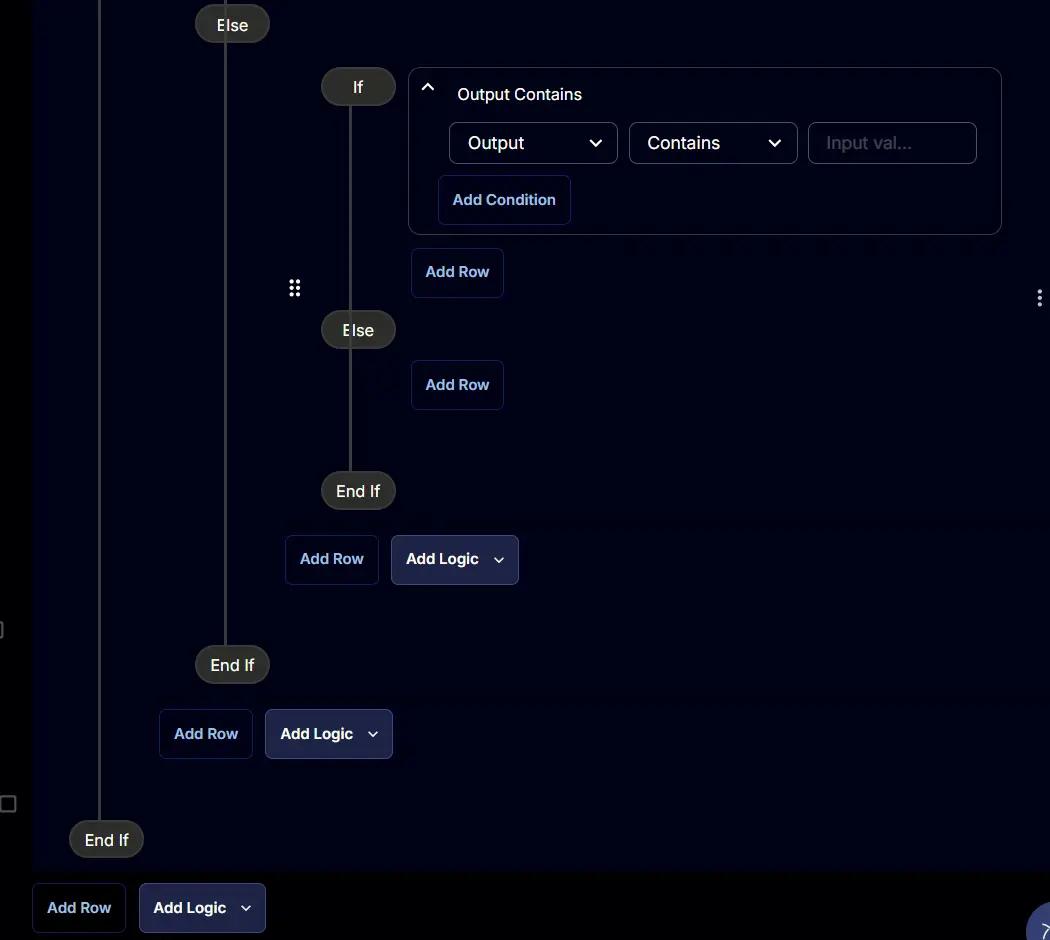 Else
If
Output Contains
Output Contains Input val...
Add Condition
Add Row
Else
Add Row
End If
Add Row Add Logic
End If
Add Row Add Logic
End If
Add Row Add Logic